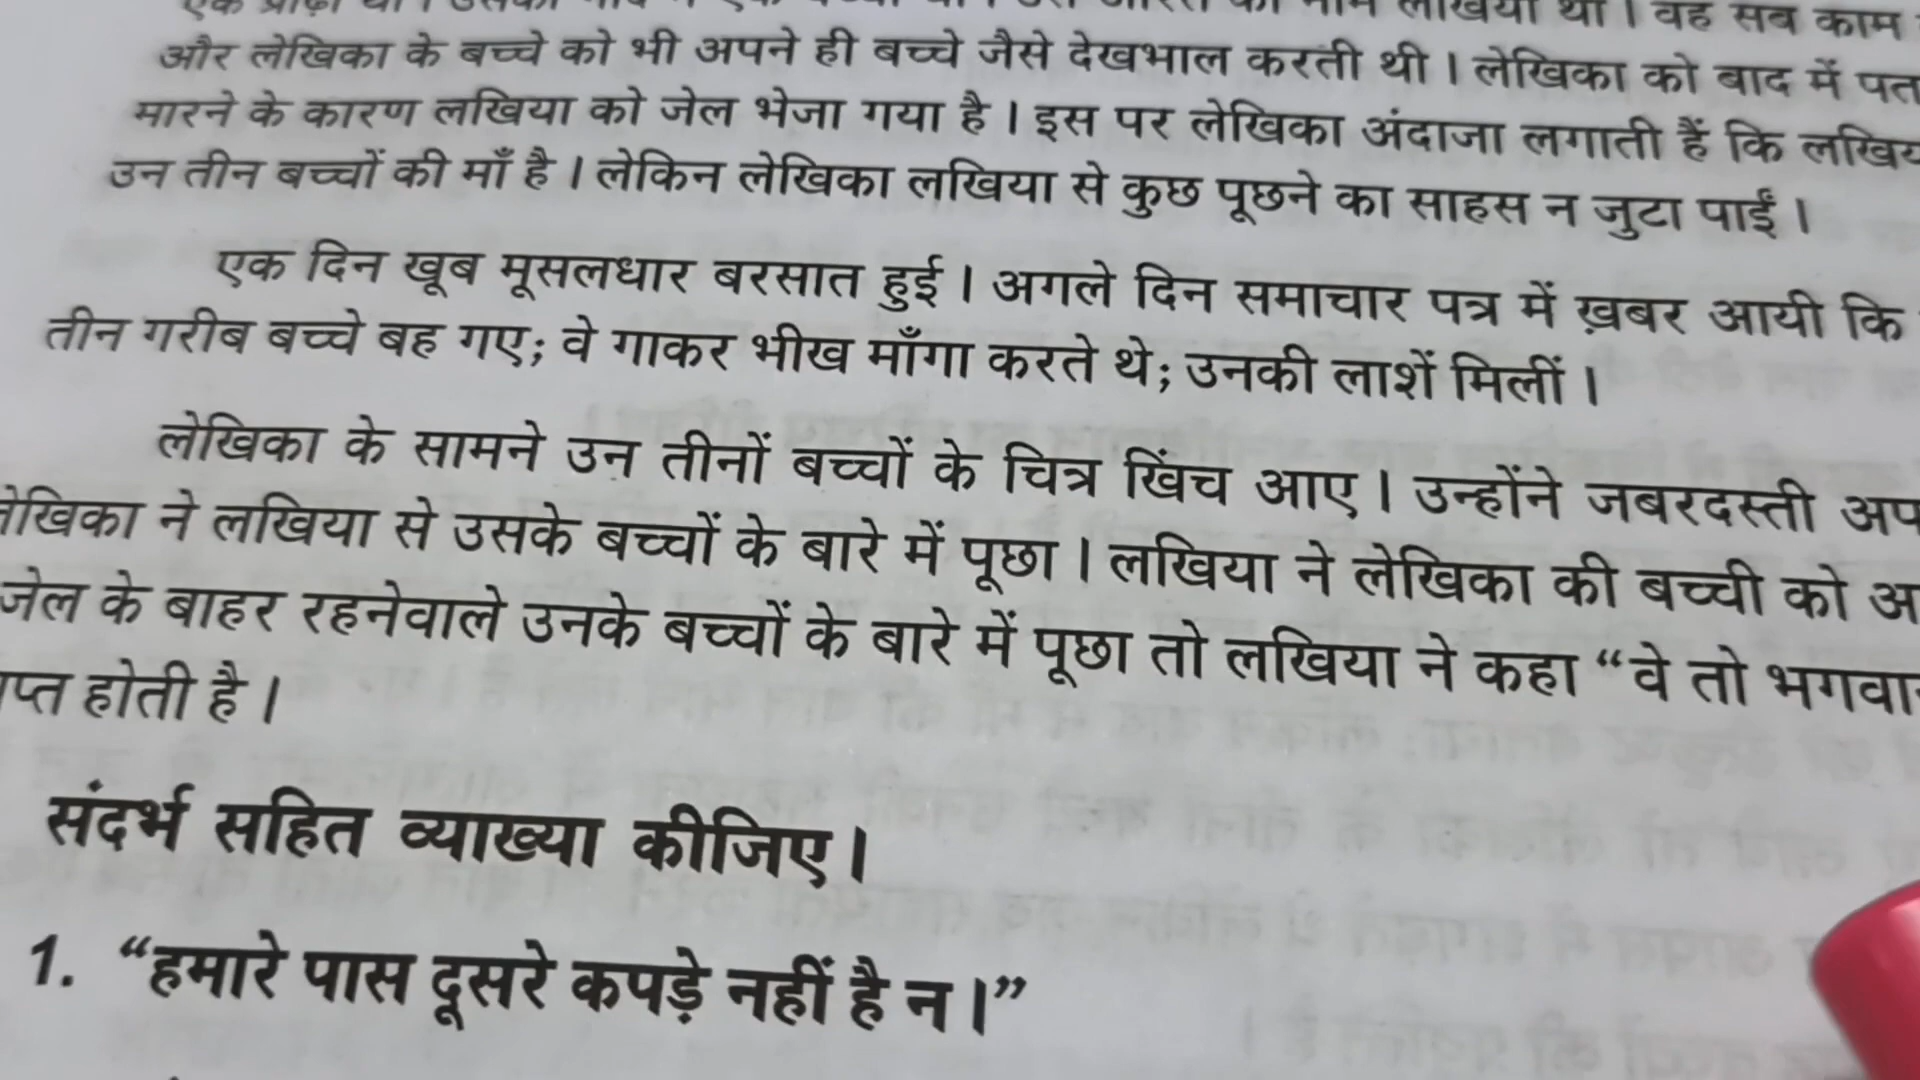 लखिया था । वह सब काम
और लेखिका के बच्चे को भी अपने ही बच्चे जैसे देखभाल करती थी । लेखिका को बाद में पत
मारने के कारण लखिया को जेल भेजा गया है । इस पर लेखिका अंदाजा लगाती हैं कि लखिय
उन तीन बच्चों की माँ है । लेकिन लेखिका लखिया से कुछ पूछने का साहस न जुटा पाईं ।
एक दिन खूब मूसलधार बरसात हुई । अगले दिन समाचार पत्र में ख़बर आयी कि
तीन गरीब बच्चे बह गए; वे गाकर भीख माँगा करते थे; उनकी लाशें मिलीं ।
लेखिका के सामने उन तीनों बच्चों के चित्र खिंच आए । उन्होंने जबरदस्ती अप
लेखिका ने लखिया से उसके बच्चों के बारे में पूछा । लखिया ने लेखिका की बच्ची को अ
जेल के बाहर रहनेवाले उनके बच्चों के बारे में पूछा तो लखिया ने कहा “वे तो भगवा
प्त होती है ।
संदर्भ सहित व्याख्या कीजिए ।
1. “हमारे पास दूसरे कपड़े नहीं है न ।”